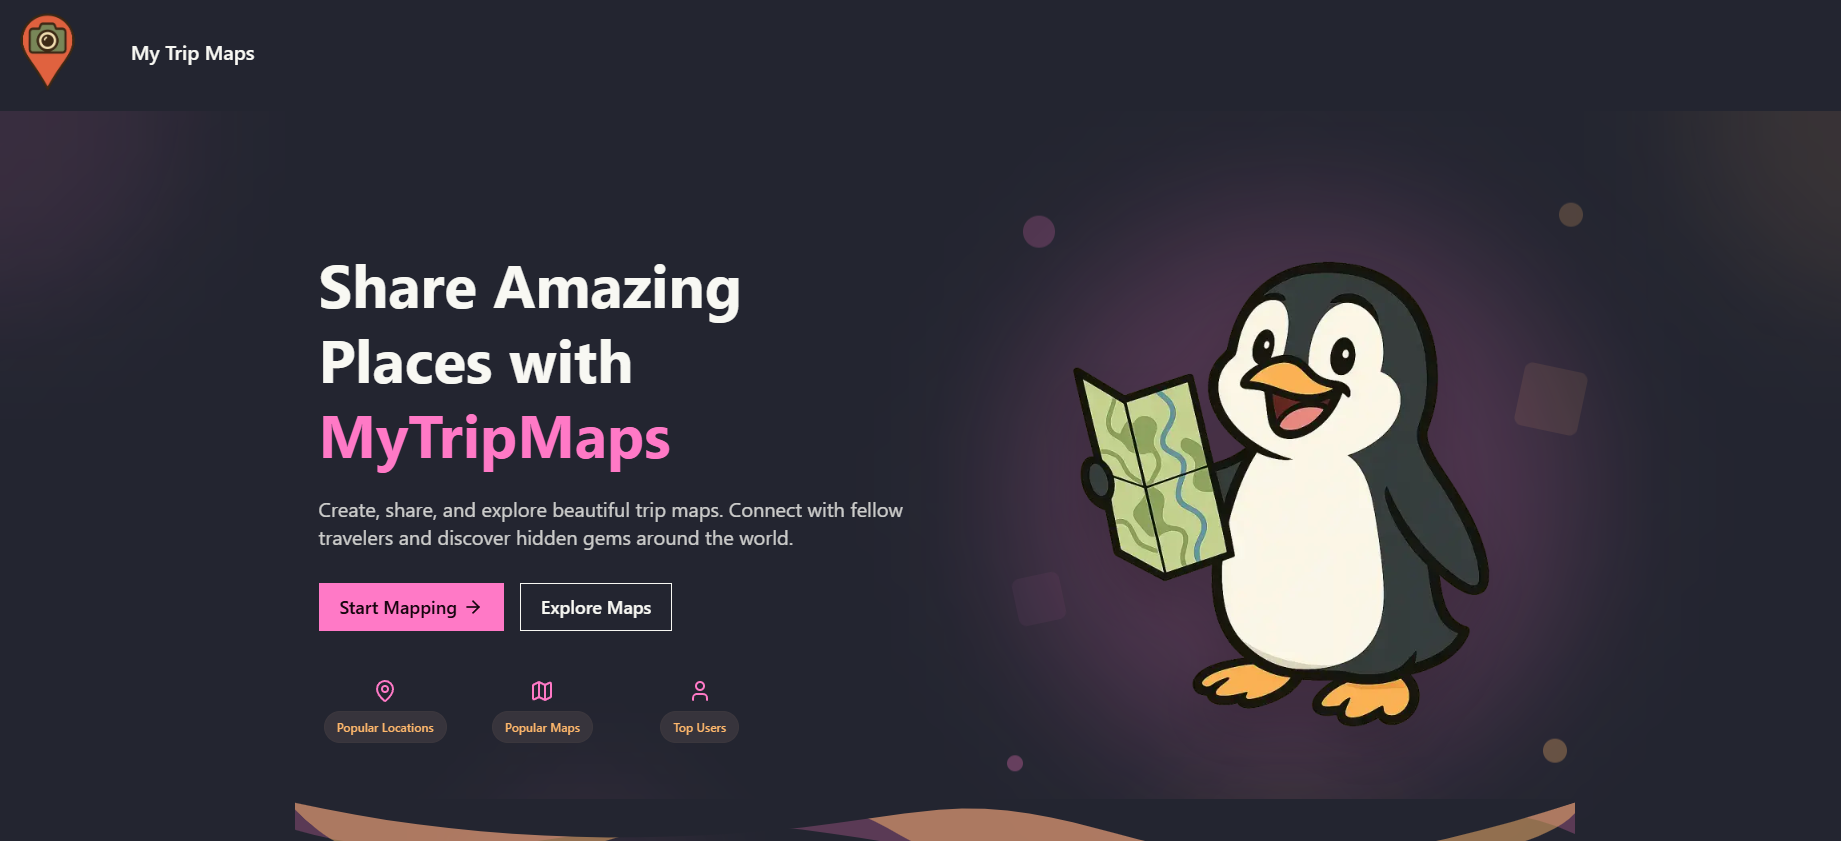 My Trip Maps
Share Amazing
Places with
MyTripMaps
Create, share, and explore beautiful trip maps. Connect with fellow
travelers and discover hidden gems around the world.
Start Mapping →
Explore Maps
Popular Locations
Popular Maps
Top Users